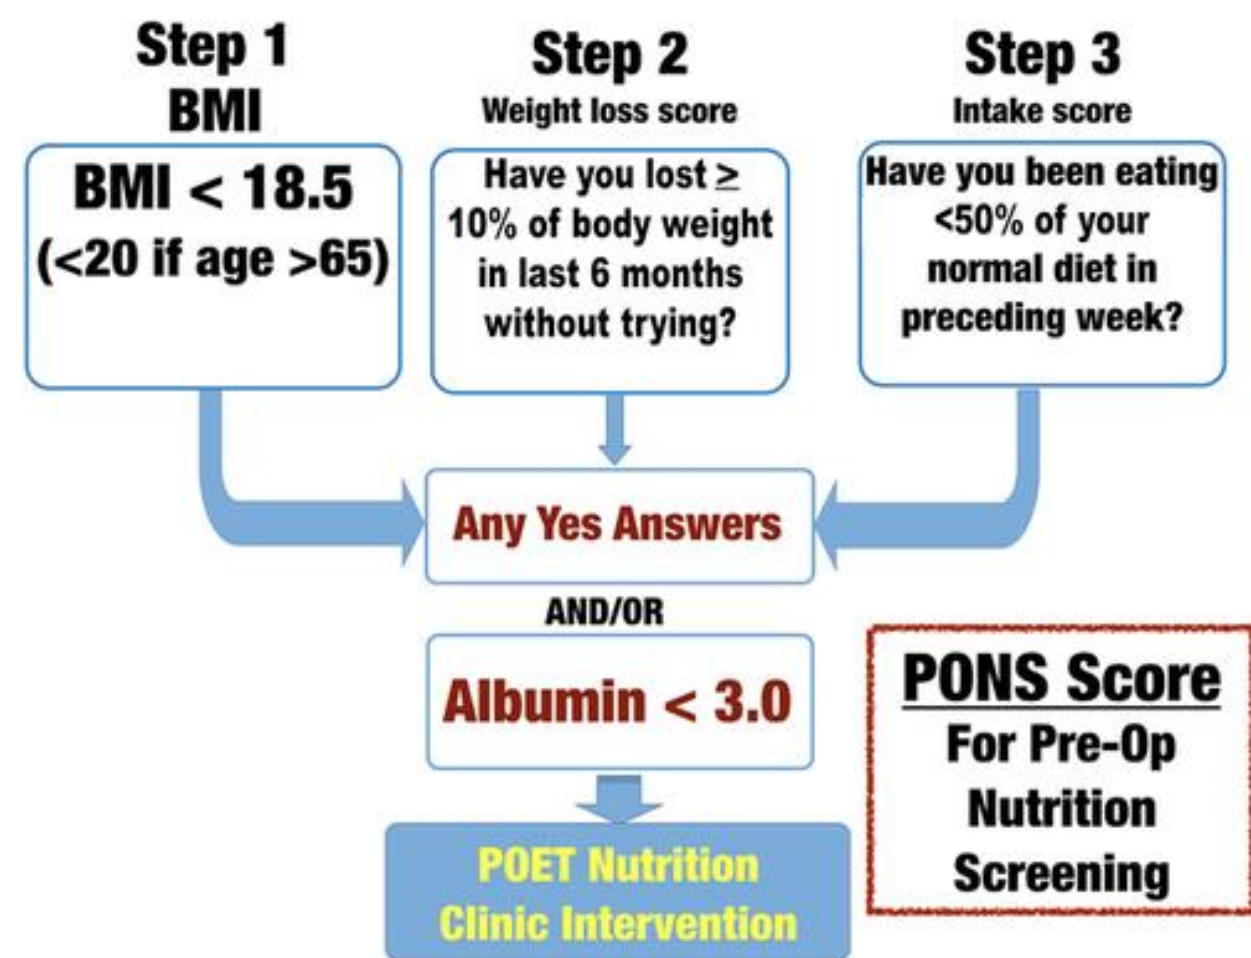 Step 1
BMI
BMI < 18.5
(<20 if age >65)
Step 2
Weight loss score
Have you lost ≥
10% of body weight
in last 6 months
without trying?
Step 3
Intake score
Have you been eating
<50% of your
normal diet in
preceding week?
Any Yes Answers
AND/OR
Albumin < 3.0
POET Nutrition
Clinic Intervention
PONS Score
For Pre-Op
Nutrition
Screening